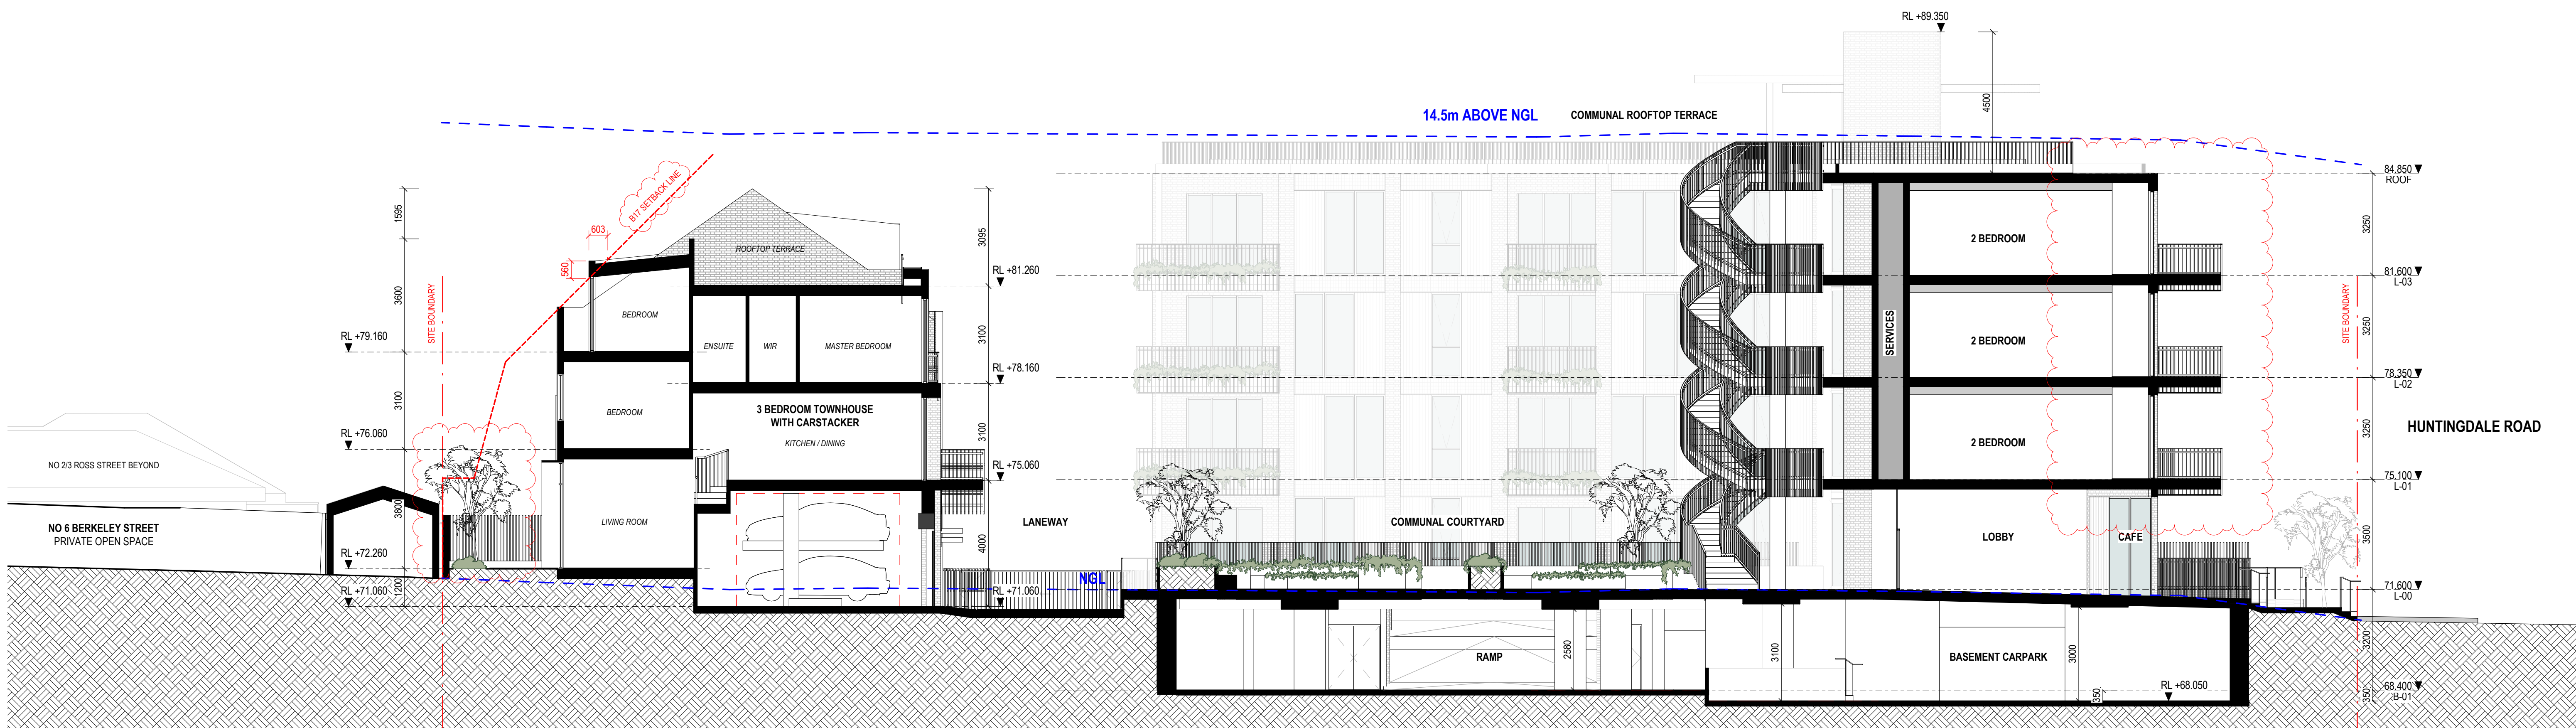 RL +89.350
4500
14.5m ABOVE NGL
COMMUNAL ROOFTOP TERRACE
B17 SETBACK LINE
603
560
1595
3600
3100
3800
1200
SITE BOUNDARY
RL +79.160
RL +76.060
RL +72.260
RL +71.060
NO 2/3 ROSS STREET BEYOND
NO 6 BERKELEY STREET
PRIVATE OPEN SPACE
ROOFTOP TERRACE
BEDROOM
ENSUITE
WIR
MASTER BEDROOM
BEDROOM
3 BEDROOM TOWNHOUSE
WITH CARSTACKER
KITCHEN / DINING
LIVING ROOM
3095
3100
3100
4000
RL +81.260
RL +78.160
RL +75.060
RL +71.060
LANEWAY
NGL
COMMUNAL COURTYARD
SERVICES
2 BEDROOM
2 BEDROOM
2 BEDROOM
LOBBY
CAFE
RAMP
2580
3100
BASEMENT CARPARK
3000
350
RL +68.050
84.850
ROOF
3250
81.600
L-03
3250
78.350
L-02
3250
75.100
L-01
3500
71.600
L-00
3200
68.400
B-01
350
SITE BOUNDARY
HUNTINGDALE ROAD